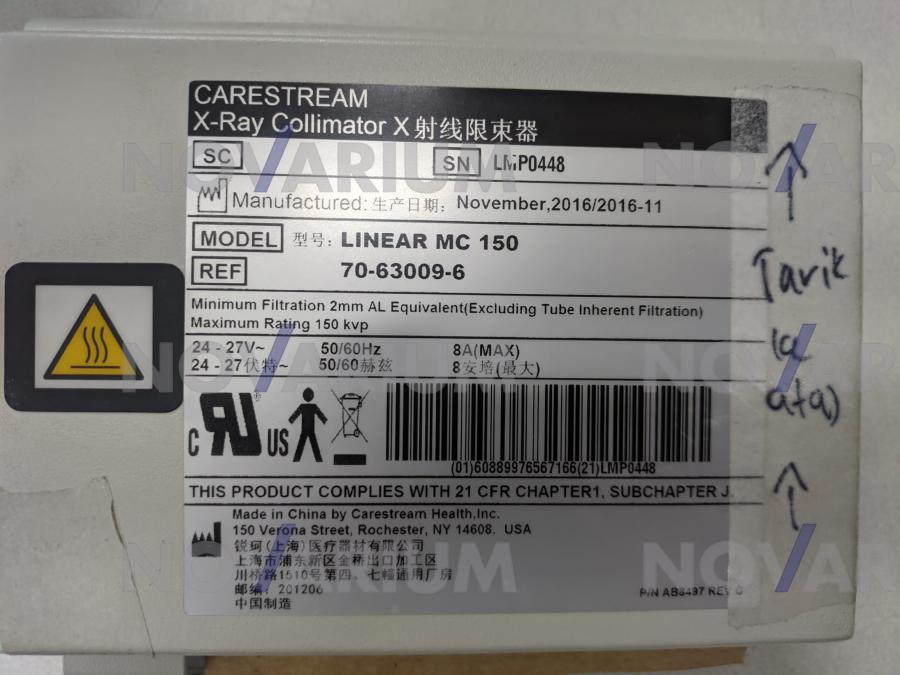 CARESTREAM
X-Ray Collimator X射线限束器
SC SN LMP0448
Manufactured: 生产日期: November,2016/2016-11
MODEL 型号: LINEAR MC 150
REF 70-63009-6
Minimum Filtration 2mm AL Equivalent(Excluding Tube Inherent Filtration)
Maximum Rating 150 kvp
24 - 27V~ 50/60Hz 8A(MAX)
24 - 27伏特~ 50/60赫兹 8安培(最大)
C UR ® US
(01)60889976567166(21)LMP0448
THIS PRODUCT COMPLIES WITH 21 CFR CHAPTER1, SUBCHAPTER J.
Made in China by Carestream Health,Inc.
150 Verona Street, Rochester, NY 14608. USA
锐珂(上海)医疗器材有限公司
上海市浦东新区金桥出口加工区
川桥路1510号第四、七幢通用厂房
邮编: 201206
中国制造
P/N AB8497 REV C
Tarik
NOVARIUM
NOVARIUM
NOVARIUM
NOVARIUM
NOVARIUM
NOVARIUM